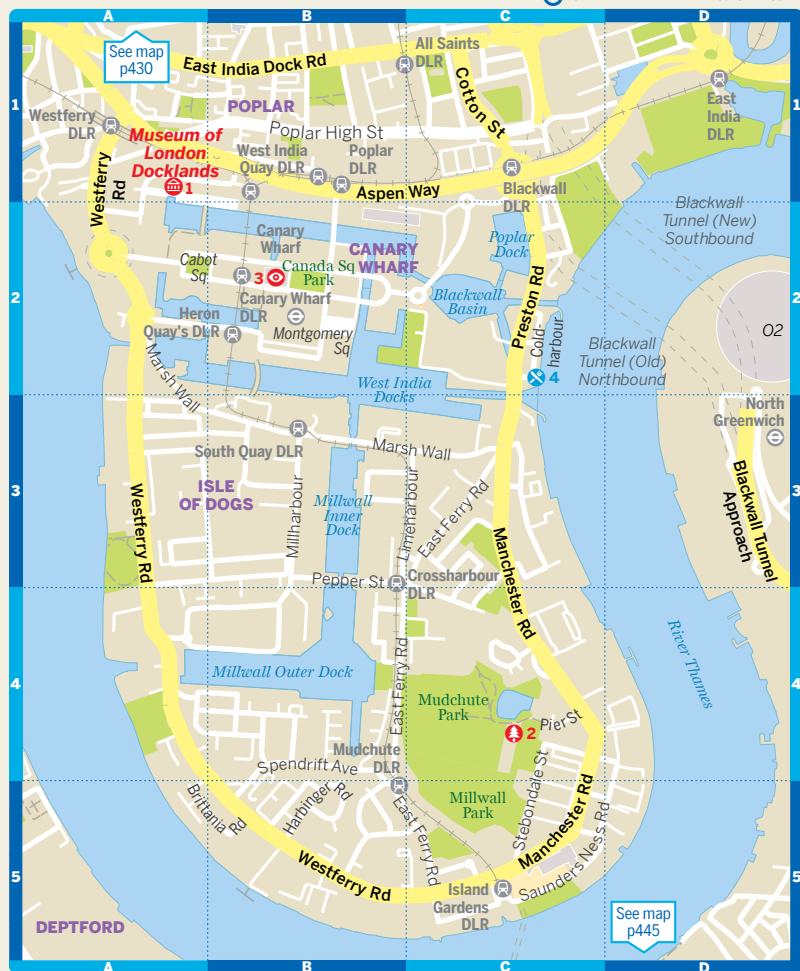 A
B
C
D
See map
p430
East India Dock Rd
All Saints
DLR
Cotton St
1
1
POPLAR
East
India
DLR
Westferry
DLR
Museum of
London
Docklands
1
Poplar High St
West India
Quay DLR
Poplar
DLR
Aspen Way
Blackwall
DLR
Westferry
Rd
Blackwall
Tunnel (New)
Southbound
Canary
Wharf
CANARY
WHARF
Poplar
Dock
Cabot
Sq
3
Canada Sq
Park
2
2
Canary Wharf
DLR
Blackwall
Basin
Preston Rd
Cold-
harbour
Heron
Quay's DLR
Montgomery
Sq
O2
Blackwall
Tunnel (Old)
Northbound
4
Marsh Wall
West India
Docks
North
Greenwich
South Quay DLR
Marsh Wall
Blackwall Tunnel
Approach
3
3
ISLE
OF DOGS
Westferry Rd
Millharbour
Millwall
Inner
Dock
Limeharbour
East Ferry Rd
Manchester Rd
Pepper St
Crossharbour
DLR
River Thames
4
4
Millwall Outer Dock
East Ferry Rd
Mudchute
Park
2
Pier St
Mudchute
DLR
Spendrift Ave
Stebondale St
Brittania Rd
Harbinger Rd
Millwall
Park
Manchester Rd
East Ferry Rd
Saunders Ness Rd
Westferry Rd
5
5
Island
Gardens
DLR
DEPTFORD
See map
p445
A
B
C
D